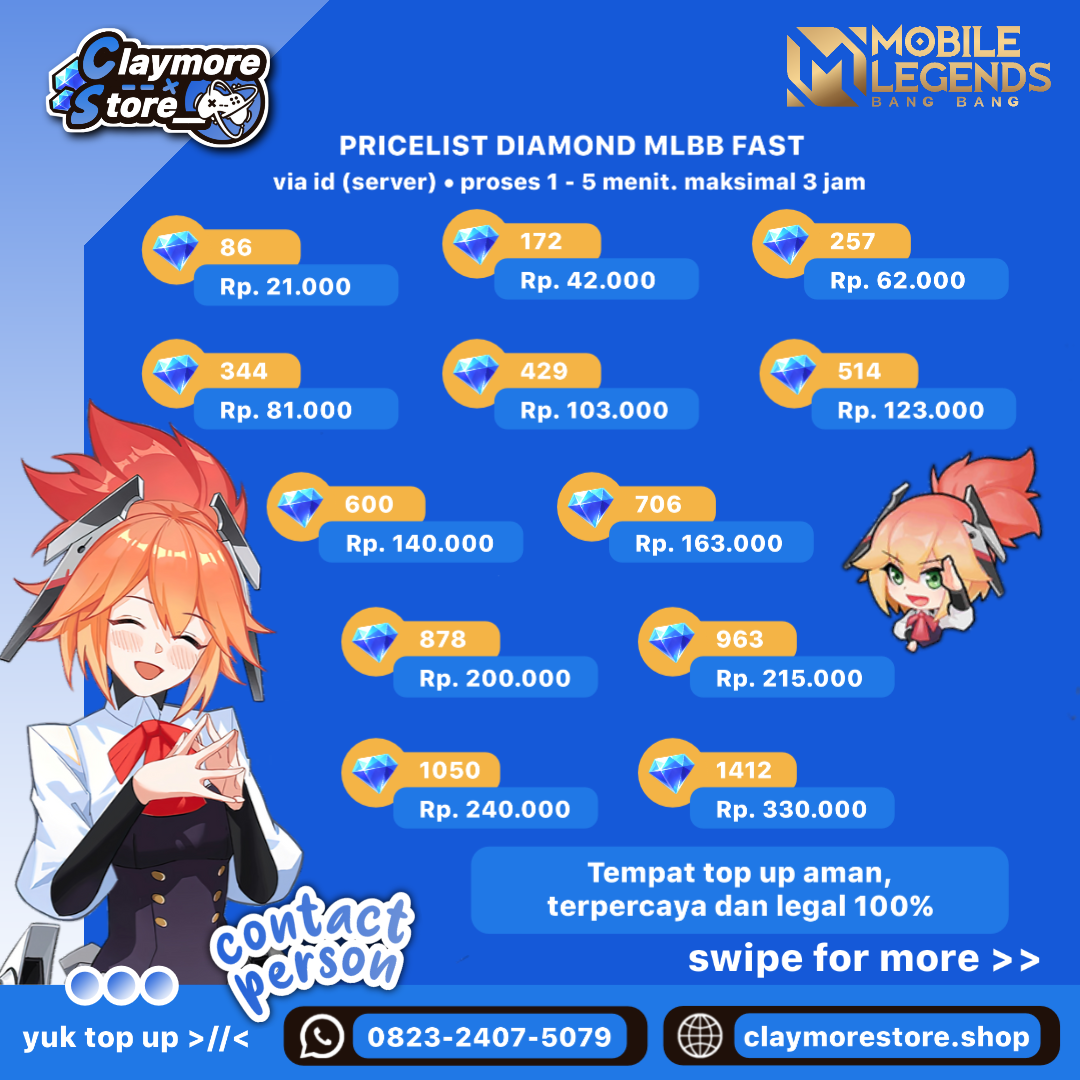 Claymore
Store_
MOBILE
LEGENDS
BANG BANG
PRICELIST DIAMOND MLBB FAST
via id (server) • proses 1 - 5 menit. maksimal 3 jam
86
Rp. 21.000
172
Rp. 42.000
257
Rp. 62.000
344
Rp. 81.000
429
Rp. 103.000
514
Rp. 123.000
600
Rp. 140.000
706
Rp. 163.000
878
Rp. 200.000
963
Rp. 215.000
1050
Rp. 240.000
1412
Rp. 330.000
Tempat top up aman,
terpercaya dan legal 100%
swipe for more >>
contact
person
yuk top up >//<
0823-2407-5079
claymorestore.shop